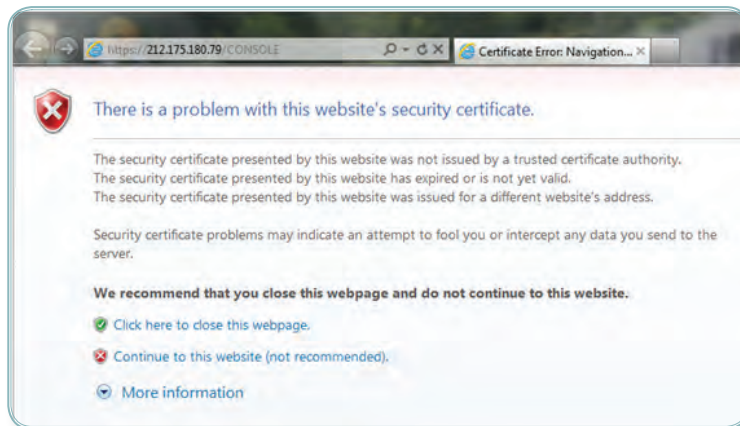 https://212.175.180.79/CONSOLE
Certificate Error: Navigation...
There is a problem with this website's security certificate.
The security certificate presented by this website was not issued by a trusted certificate authority.
The security certificate presented by this website has expired or is not yet valid.
The security certificate presented by this website was issued for a different website's address.
Security certificate problems may indicate an attempt to fool you or intercept any data you send to the
server.
We recommend that you close this webpage and do not continue to this website.
Click here to close this webpage.
Continue to this website (not recommended).
More information